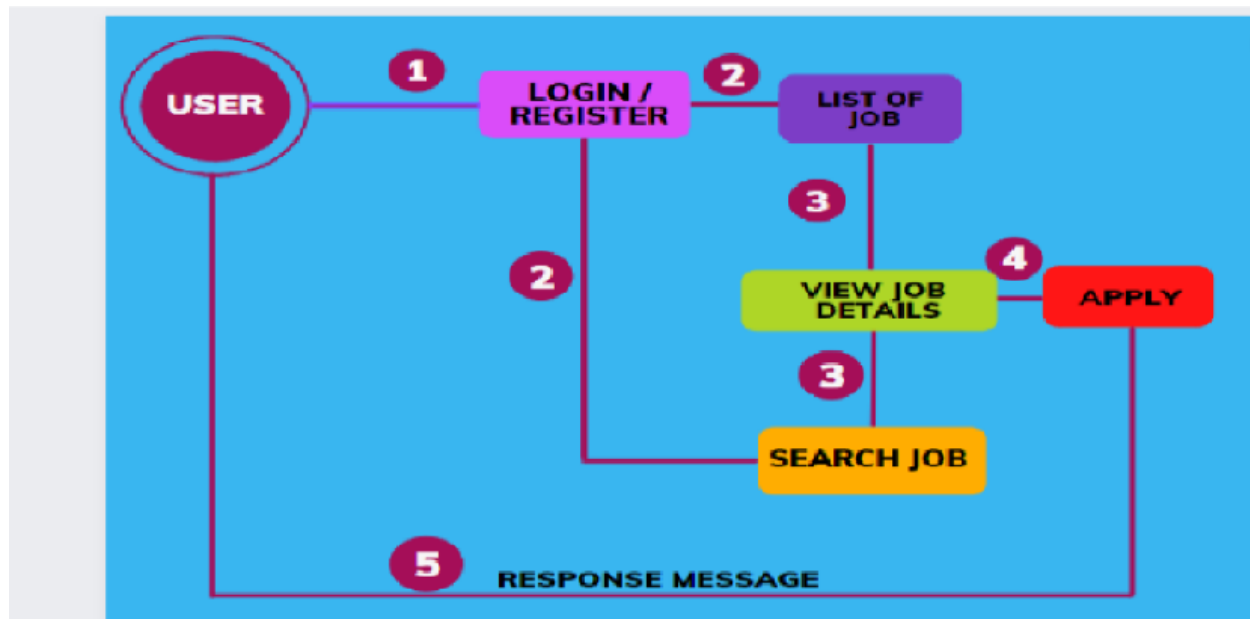 USER
1
LOGIN /
REGISTER
2
LIST OF
JOB
3
2
VIEW JOB
DETAILS
4
APPLY
3
SEARCH JOB
5
RESPONSE MESSAGE